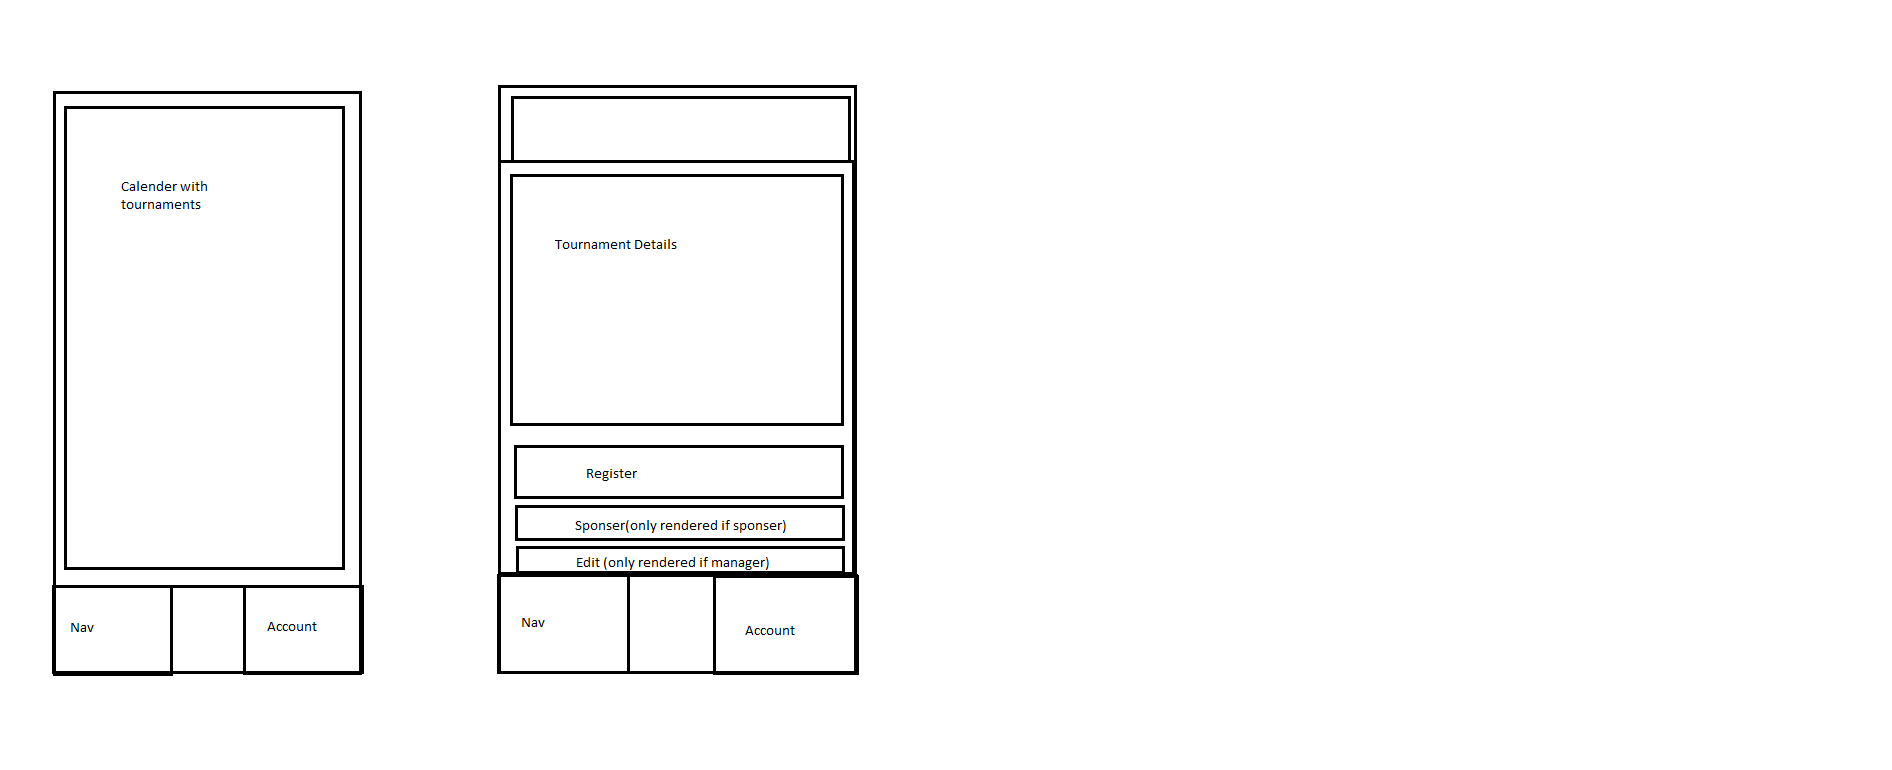 Calender with
tournaments
Nav
Account
Tournament Details
Register
Sponser(only rendered if sponser)
Edit (only rendered if manager)
Nav
Account